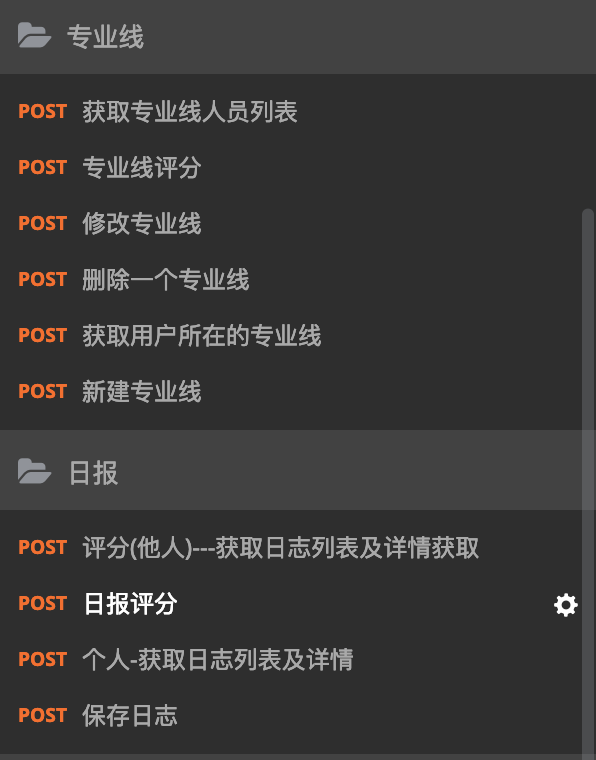 专业线
POST 获取专业线人员列表
POST 专业线评分
POST 修改专业线
POST 删除一个专业线
POST 获取用户所在的专业线
POST 新建专业线
日报
POST 评分(他人)---获取日志列表及详情获取
POST 日报评分
POST 个人-获取日志列表及详情
POST 保存日志